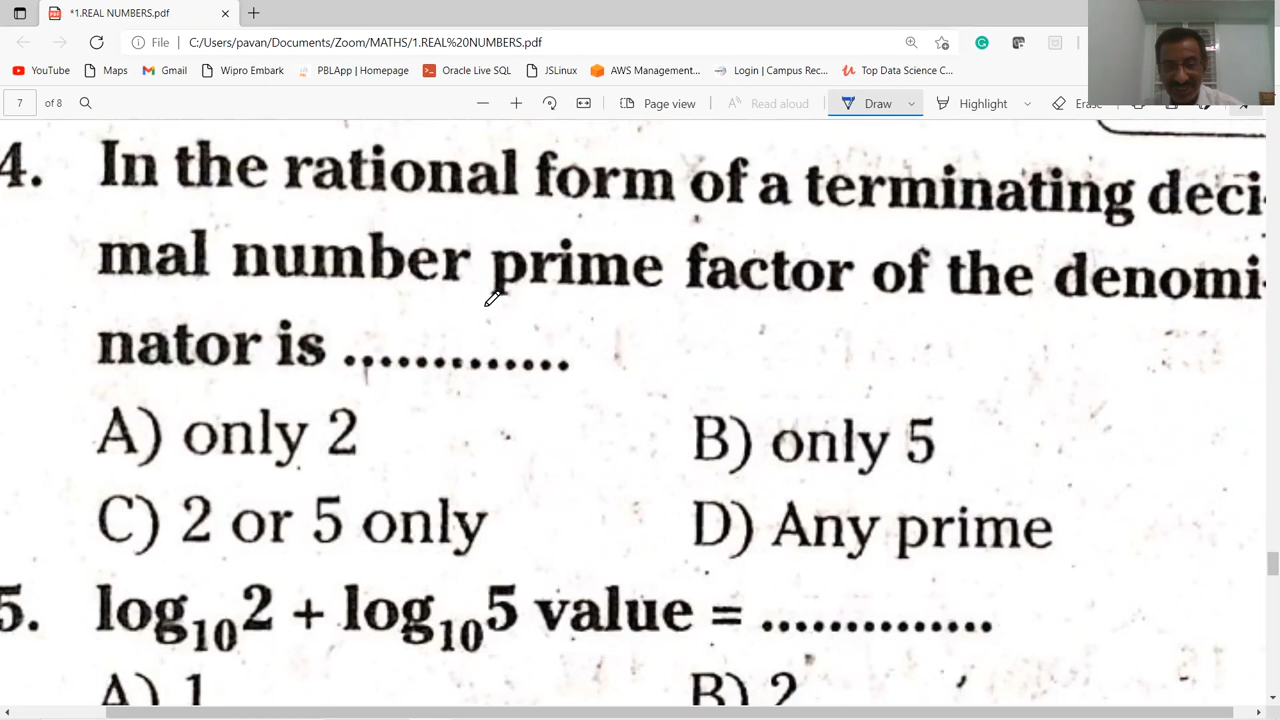 *1.REAL NUMBERS.pdf
File C:/Users/pavan/Documents/Zoom/MATHS/1.REAL%20NUMBERS.pdf
YouTube Maps Gmail Wipro Embark PBLApp | Homepage Oracle Live SQL JSLinux AWS Management... Login | Campus Rec... Top Data Science C...
7 of 8 Page view Read aloud Draw Highlight Erase
4. In the rational form of a terminating deci-
mal number prime factor of the denomi-
nator is .............
A) only 2 B) only 5
C) 2 or 5 only D) Any prime
5. log₁₀2 + log₁₀5 value = ..............
A) 1 B) 2